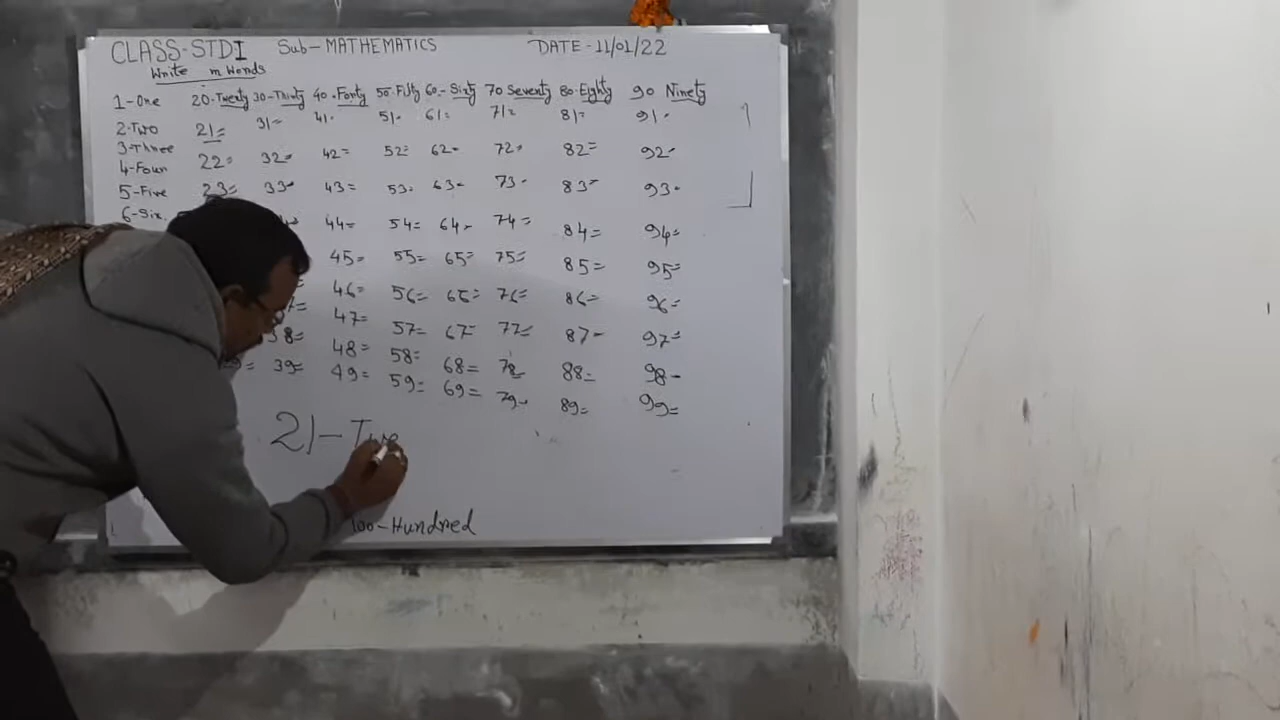 CLASS-STDI Sub-MATHEMATICS DATE-11/01/22
Write in Words
1-One 20-Twenty 30-Thirty 40-Forty 50-Fifty 60-Sixty 70 Seventy 80-Eighty 90 Ninety
2-Two 21= 31= 41- 51- 61= 71= 81= 91-
3-Three
4-Four 22= 32= 42= 52= 62- 72- 82= 92-
5-Five 23= 33- 43= 53= 63- 73- 83- 93-
6-Six 44= 54= 64- 74= 84= 94=
45= 55= 65= 75= 85= 95=
46= 56= 66= 76= 86= 96=
47= 57= 67= 77= 87- 97=
38= 48= 58= 68= 78= 88= 98-
39= 49= 59= 69= 79- 89= 99=
21-Twe
100-Hundred